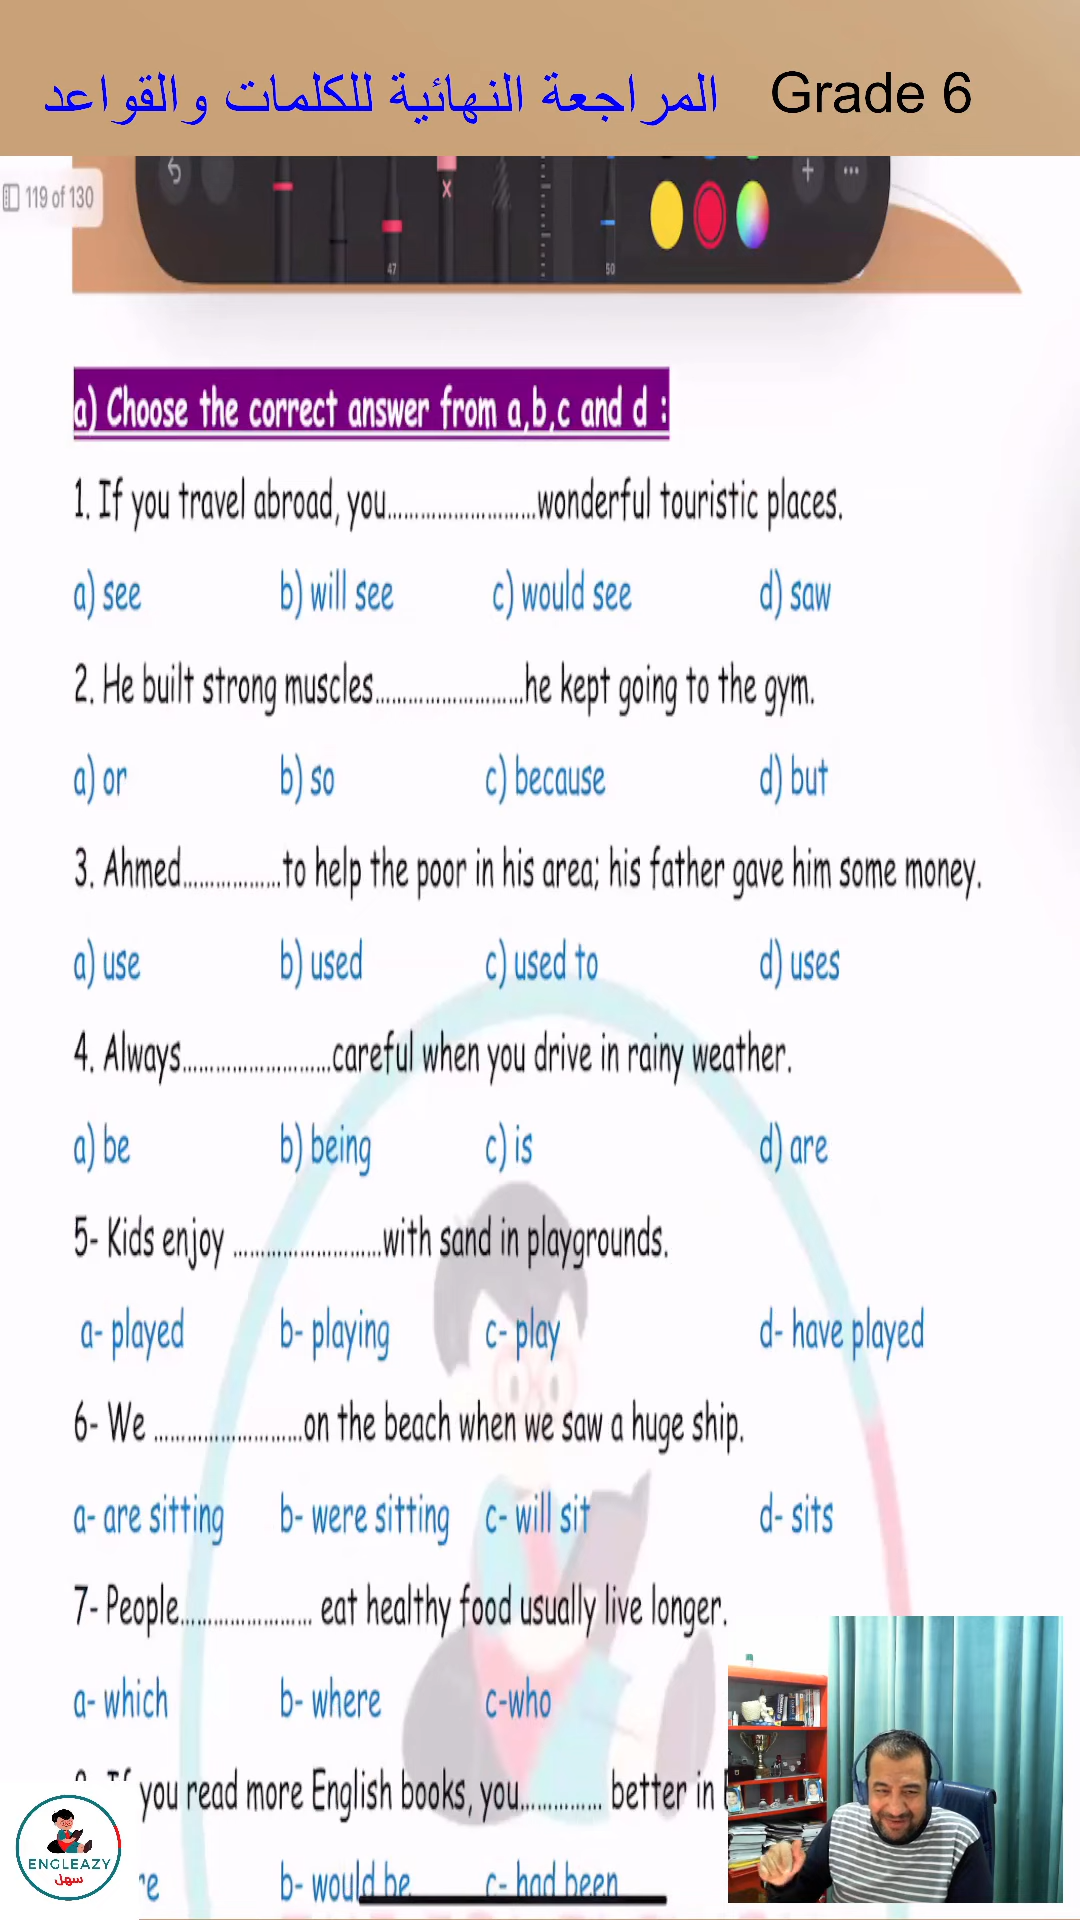 المراجعة النهائية للكلمات والقواعد Grade 6
119 of 130
47
50
a) Choose the correct answer from a,b,c and d :
1. If you travel abroad, you...........................wonderful touristic places.
a) see b) will see c) would see d) saw
2. He built strong muscles...........................he kept going to the gym.
a) or b) so c) because d) but
3. Ahmed..................to help the poor in his area; his father gave him some money.
a) use b) used c) used to d) uses
4. Always...........................careful when you drive in rainy weather.
a) be b) being c) is d) are
5- Kids enjoy ...........................with sand in playgrounds.
a- played b- playing c- play d- have played
6- We ...........................on the beach when we saw a huge ship.
a- are sitting b- were sitting c- will sit d- sits
7- People........................ eat healthy food usually live longer.
a- which b- where c-who
If you read more English books, you............... better in
b- would be c- had been
ENGLEAZY
سهل